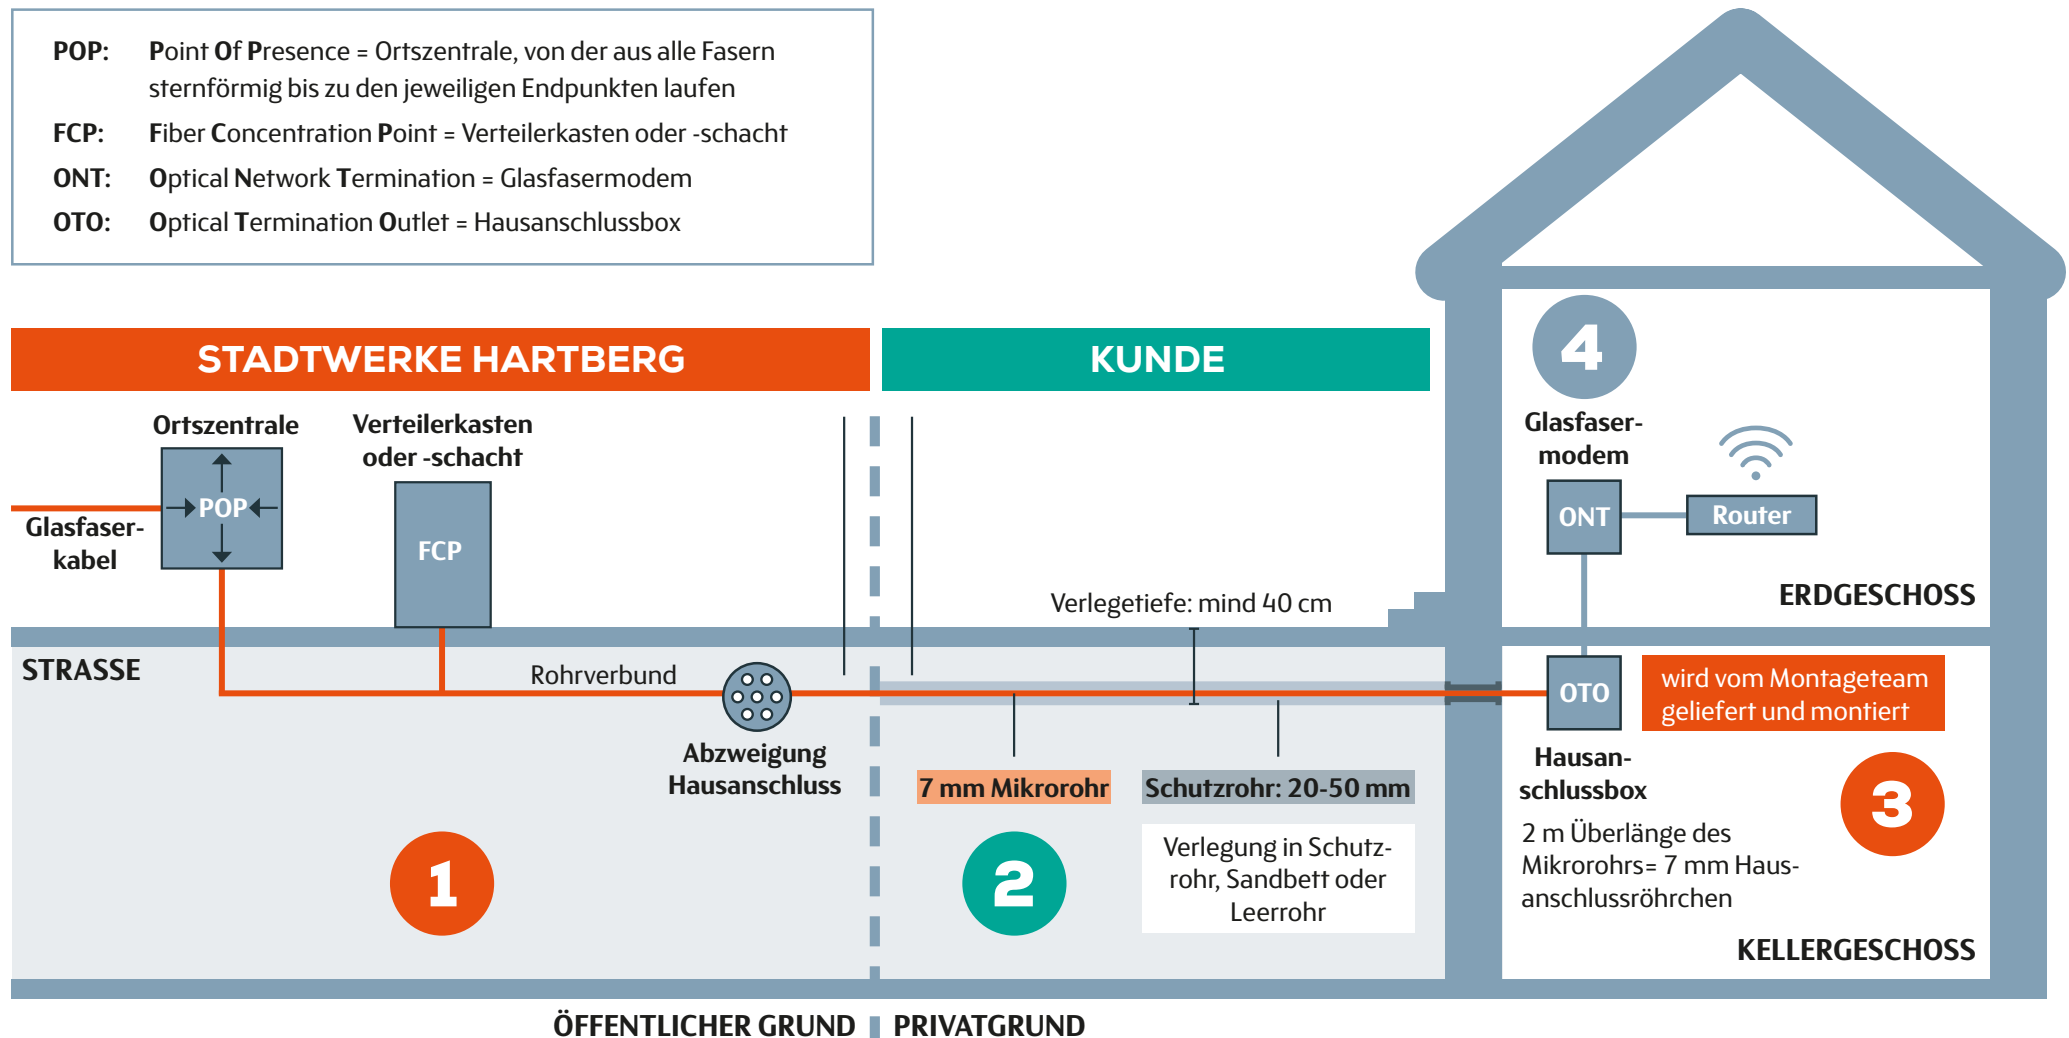 POP: Point Of Presence = Ortszentrale, von der aus alle Fasern
sternförmig bis zu den jeweiligen Endpunkten laufen
FCP: Fiber Concentration Point = Verteilerkasten oder -schacht
ONT: Optical Network Termination = Glasfasermodem
OTO: Optical Termination Outlet = Hausanschlussbox
STADTWERKE HARTBERG
KUNDE
Ortszentrale
POP
Glasfaser-
kabel
Verteilerkasten
oder -schacht
FCP
STRASSE
Rohrverbund
Abzweigung
Hausanschluss
1
Verlegetiefe: mind 40 cm
7 mm Mikrorohr
Schutzrohr: 20-50 mm
2
Verlegung in Schutz-
rohr, Sandbett oder
Leerrohr
4
Glasfaser-
modem
ONT
Router
ERDGESCHOSS
OTO
wird vom Montageteam
geliefert und montiert
Hausan-
schlussbox
3
2 m Überlänge des
Mikrorohrs= 7 mm Haus-
anschlussröhrchen
KELLERGESCHOSS
ÖFFENTLICHER GRUND
PRIVATGRUND